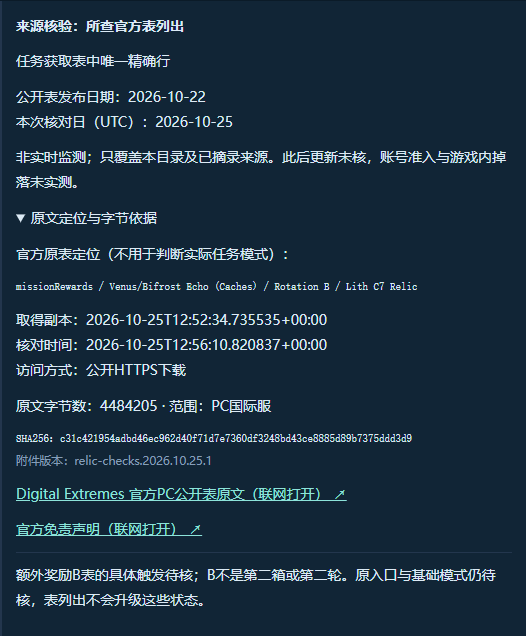 来源核验：所查官方表列出
任务获取表中唯一精确行
公开表发布日期：2026-10-22
本次核对日（UTC）：2026-10-25
非实时监测；只覆盖本目录及已摘录来源。此后更新未核，账号准入与游戏内掉
落未实测。
▼ 原文定位与字节依据
官方原表定位（不用于判断实际任务模式）：
missionRewards / Venus/Bifrost Echo (Caches) / Rotation B / Lith C7 Relic
取得副本：2026-10-25T12:52:34.735535+00:00
核对时间：2026-10-25T12:56:10.820837+00:00
访问方式：公开HTTPS下载
原文字节数：4484205 · 范围：PC国际服
SHA256：c31c421954adbd46ec962d40f71d7e7360df3248bd43ce8885d89b7375ddd3d9
附件版本：relic-checks.2026.10.25.1
Digital Extremes 官方PC公开表原文（联网打开） ↗
官方免责声明（联网打开） ↗
额外奖励B表的具体触发待核；B不是第二箱或第二轮。原入口与基础模式仍待
核，表列出不会升级这些状态。